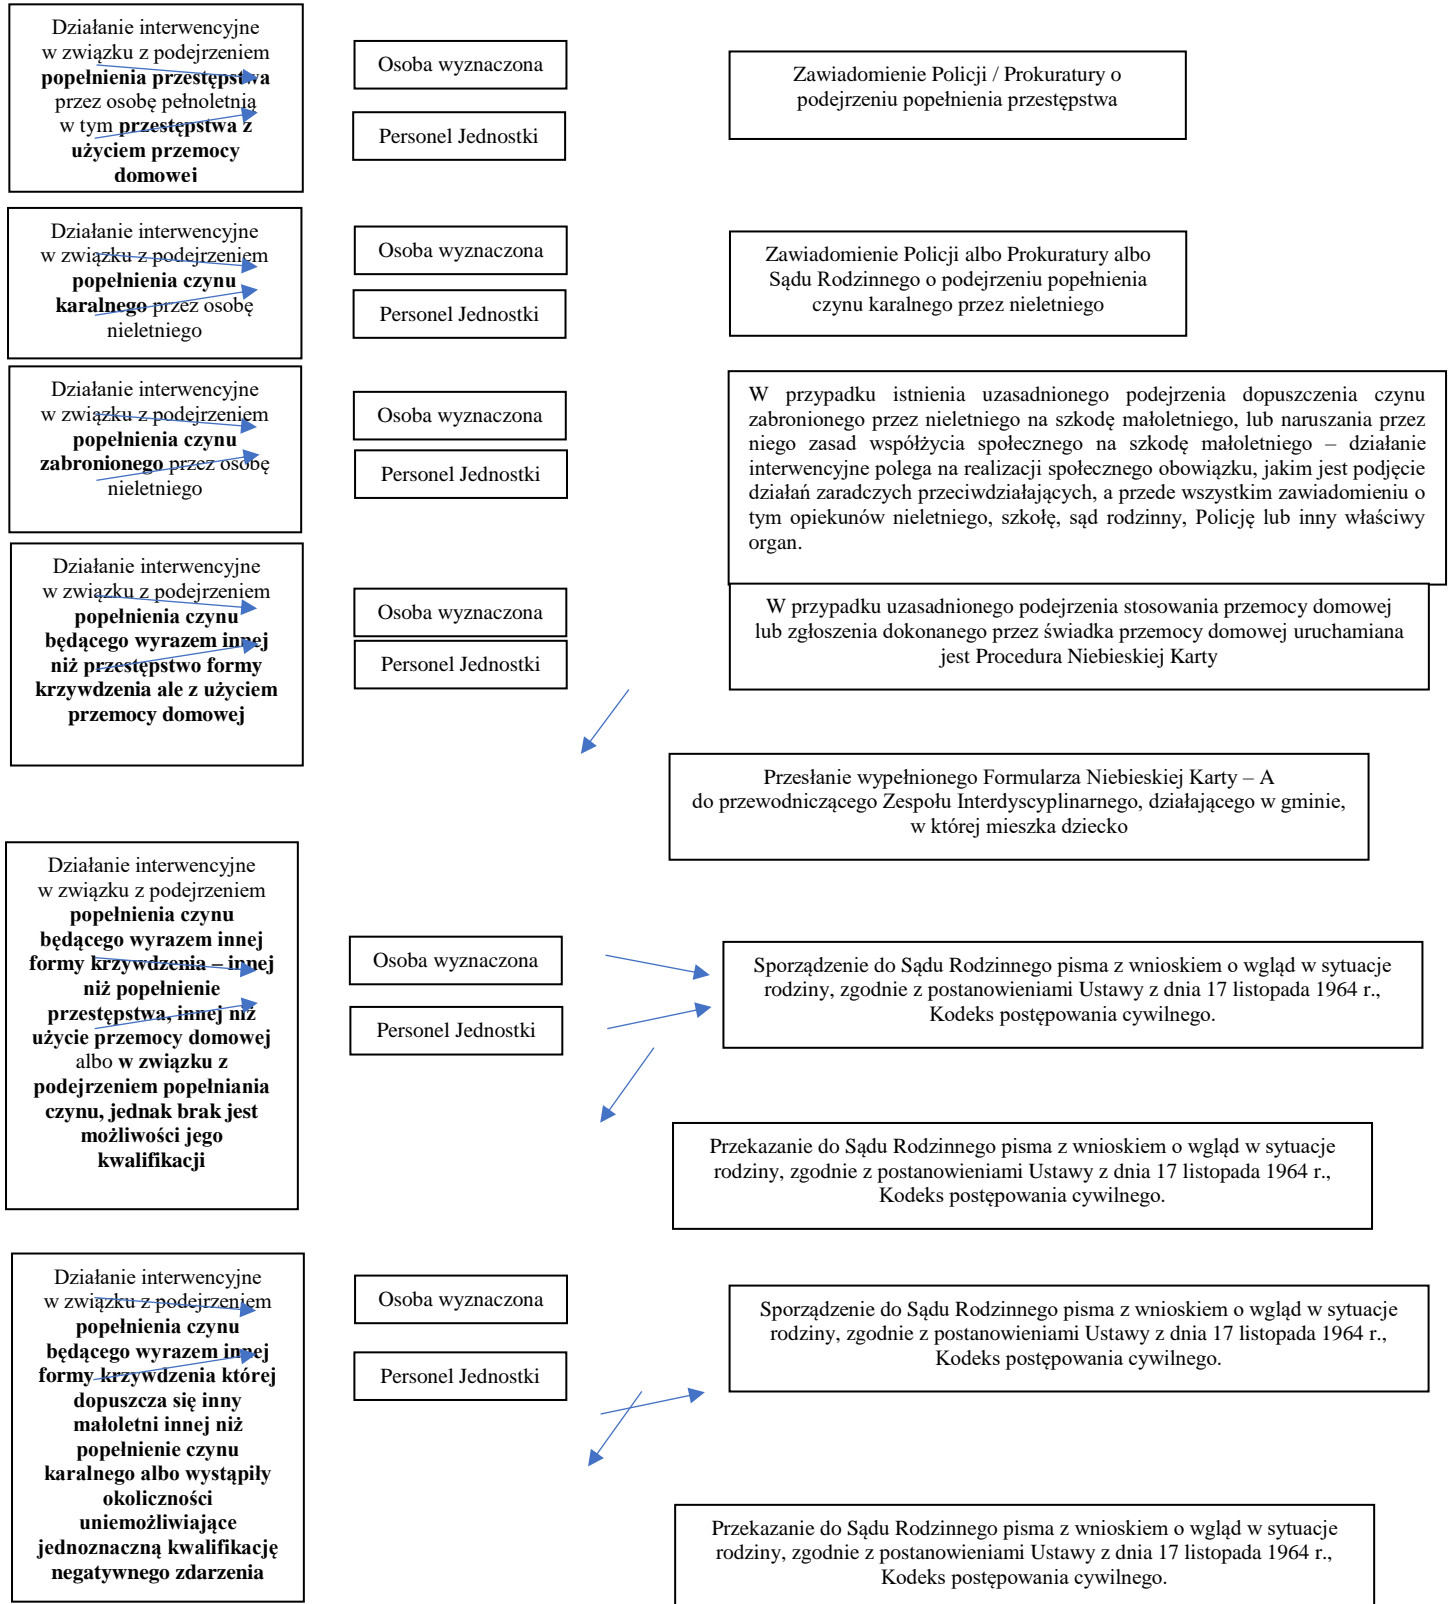 Działanie interwencyjne
w związku z podejrzeniem
popełnienia przestępstwa
przez osobę pełnoletnią
w tym przestępstwa z
użyciem przemocy
domowej
Osoba wyznaczona
Personel Jednostki
Zawiadomienie Policji / Prokuratury o
podejrzeniu popełnienia przestępstwa
Działanie interwencyjne
w związku z podejrzeniem
popełnienia czynu
karalnego przez osobę
nieletniego
Osoba wyznaczona
Personel Jednostki
Zawiadomienie Policji albo Prokuratury albo
Sądu Rodzinnego o podejrzeniu popełnienia
czynu karalnego przez nieletniego
Działanie interwencyjne
w związku z podejrzeniem
popełnienia czynu
zabronionego przez osobę
nieletniego
Osoba wyznaczona
Personel Jednostki
W przypadku istnienia uzasadnionego podejrzenia dopuszczenia czynu
zabronionego przez nieletniego na szkodę małoletniego, lub naruszania przez
niego zasad współżycia społecznego na szkodę małoletniego – działanie
interwencyjne polega na realizacji społecznego obowiązku, jakim jest podjęcie
działań zaradczych przeciwdziałających, a przede wszystkim zawiadomieniu o
tym opiekunów nieletniego, szkołę, sąd rodzinny, Policję lub inny właściwy
organ.
Działanie interwencyjne
w związku z podejrzeniem
popełnienia czynu
będącego wyrazem innej
niż przestępstwo formy
krzywdzenia ale z użyciem
przemocy domowej
Osoba wyznaczona
Personel Jednostki
W przypadku uzasadnionego podejrzenia stosowania przemocy domowej
lub zgłoszenia dokonanego przez świadka przemocy domowej uruchamiana
jest Procedura Niebieskiej Karty
Przesłanie wypełnionego Formularza Niebieskiej Karty – A
do przewodniczącego Zespołu Interdyscyplinarnego, działającego w gminie,
w której mieszka dziecko
Działanie interwencyjne
w związku z podejrzeniem
popełnienia czynu
będącego wyrazem innej
formy krzywdzenia – innej
niż popełnienie
przestępstwa, innej niż
użycie przemocy domowej
albo w związku z
podejrzeniem popełniania
czynu, jednak brak jest
możliwości jego
kwalifikacji
Osoba wyznaczona
Personel Jednostki
Sporządzenie do Sądu Rodzinnego pisma z wnioskiem o wgląd w sytuacje
rodziny, zgodnie z postanowieniami Ustawy z dnia 17 listopada 1964 r.,
Kodeks postępowania cywilnego.
Przekazanie do Sądu Rodzinnego pisma z wnioskiem o wgląd w sytuacje
rodziny, zgodnie z postanowieniami Ustawy z dnia 17 listopada 1964 r.,
Kodeks postępowania cywilnego.
Działanie interwencyjne
w związku z podejrzeniem
popełnienia czynu
będącego wyrazem innej
formy krzywdzenia której
dopuszcza się inny
małoletni innej niż
popełnienie czynu
karalnego albo wystąpiły
okoliczności
uniemożliwiające
jednoznaczną kwalifikację
negatywnego zdarzenia
Osoba wyznaczona
Personel Jednostki
Sporządzenie do Sądu Rodzinnego pisma z wnioskiem o wgląd w sytuacje
rodziny, zgodnie z postanowieniami Ustawy z dnia 17 listopada 1964 r.,
Kodeks postępowania cywilnego.
Przekazanie do Sądu Rodzinnego pisma z wnioskiem o wgląd w sytuacje
rodziny, zgodnie z postanowieniami Ustawy z dnia 17 listopada 1964 r.,
Kodeks postępowania cywilnego.